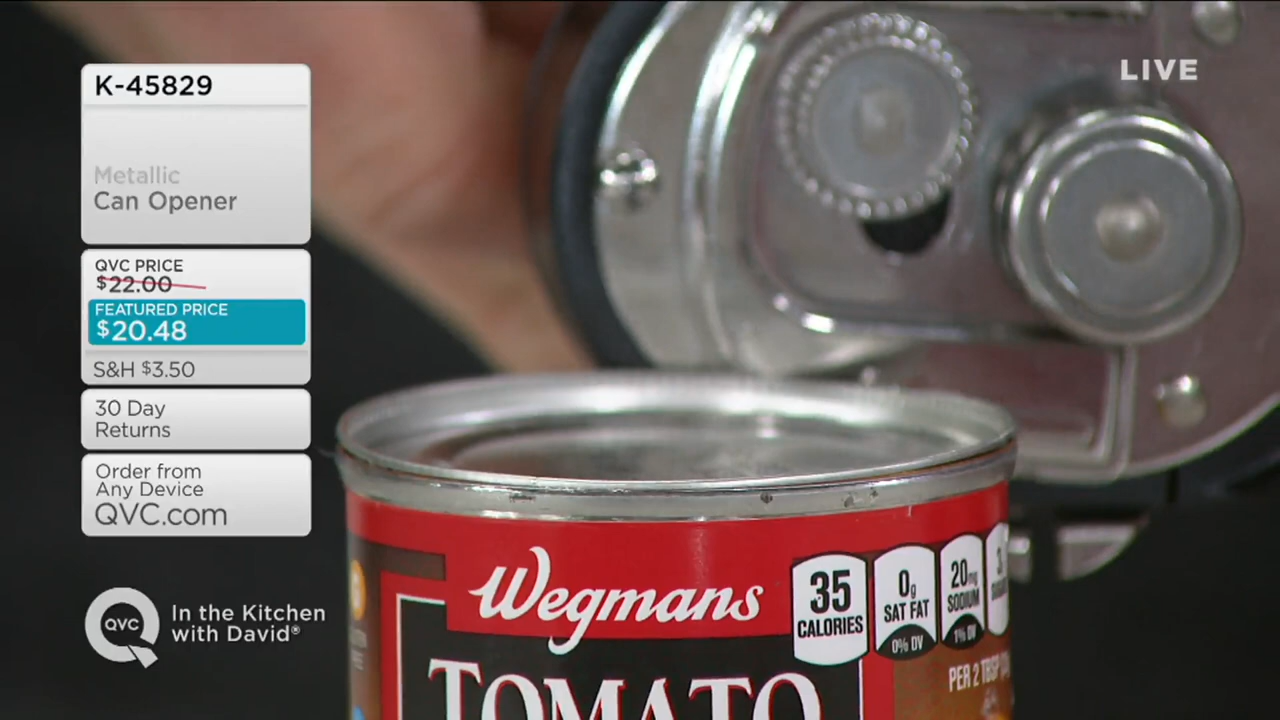 K-45829
Metallic
Can Opener
QVC PRICE
$22.00
FEATURED PRICE
$20.48
S&H $3.50
30 Day
Returns
Order from
Any Device
QVC.com
QVC
In the Kitchen
with David®
LIVE
Wegmans
TOMATO
35
CALORIES
0g
SAT FAT
0% DV
20mg
SODIUM
1% DV
PER 2 TBSP